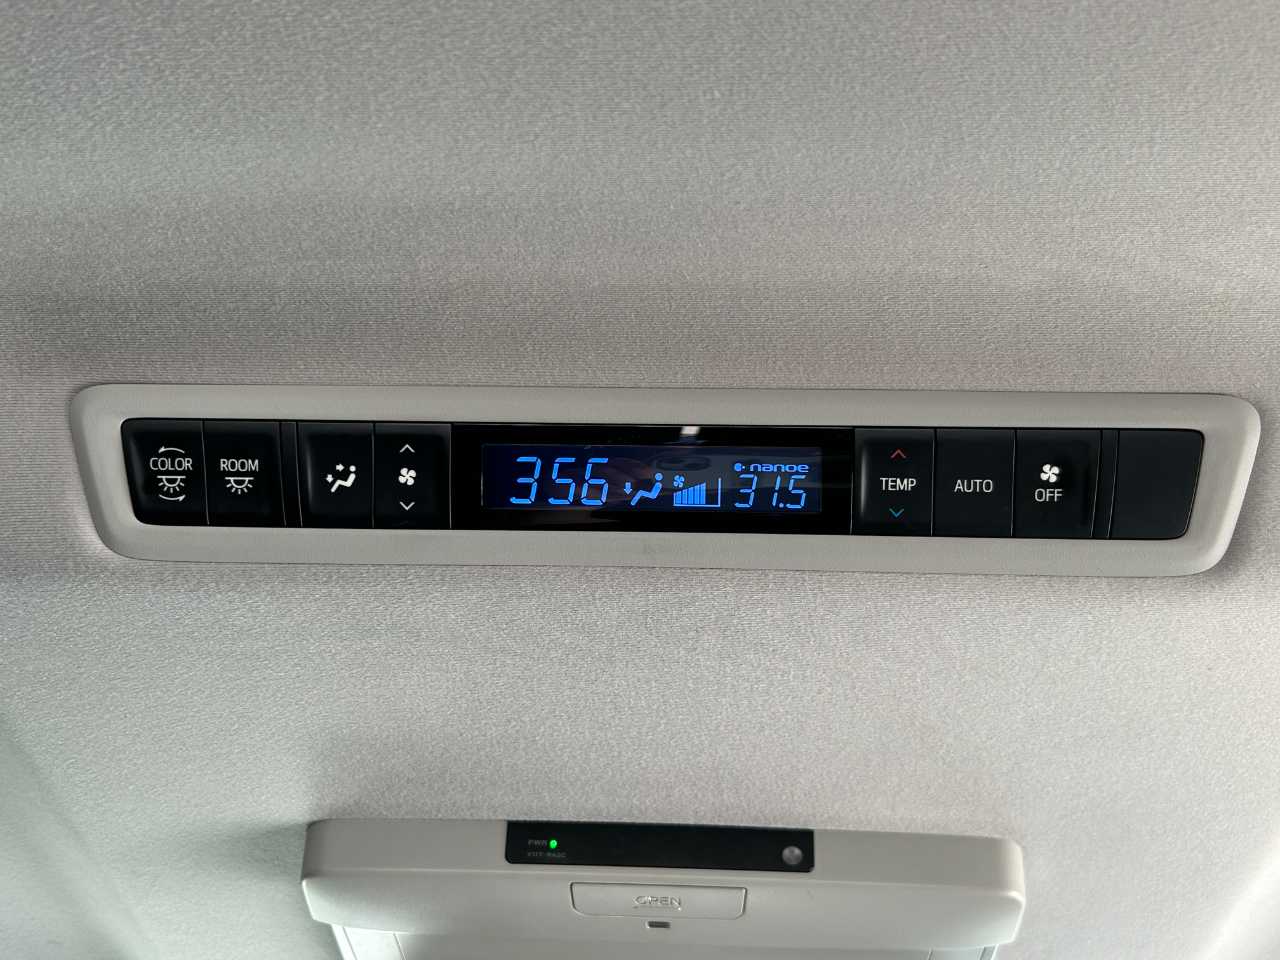 COLOR
ROOM
356
nanoe
31.5
TEMP
AUTO
OFF
PWR
OPEN